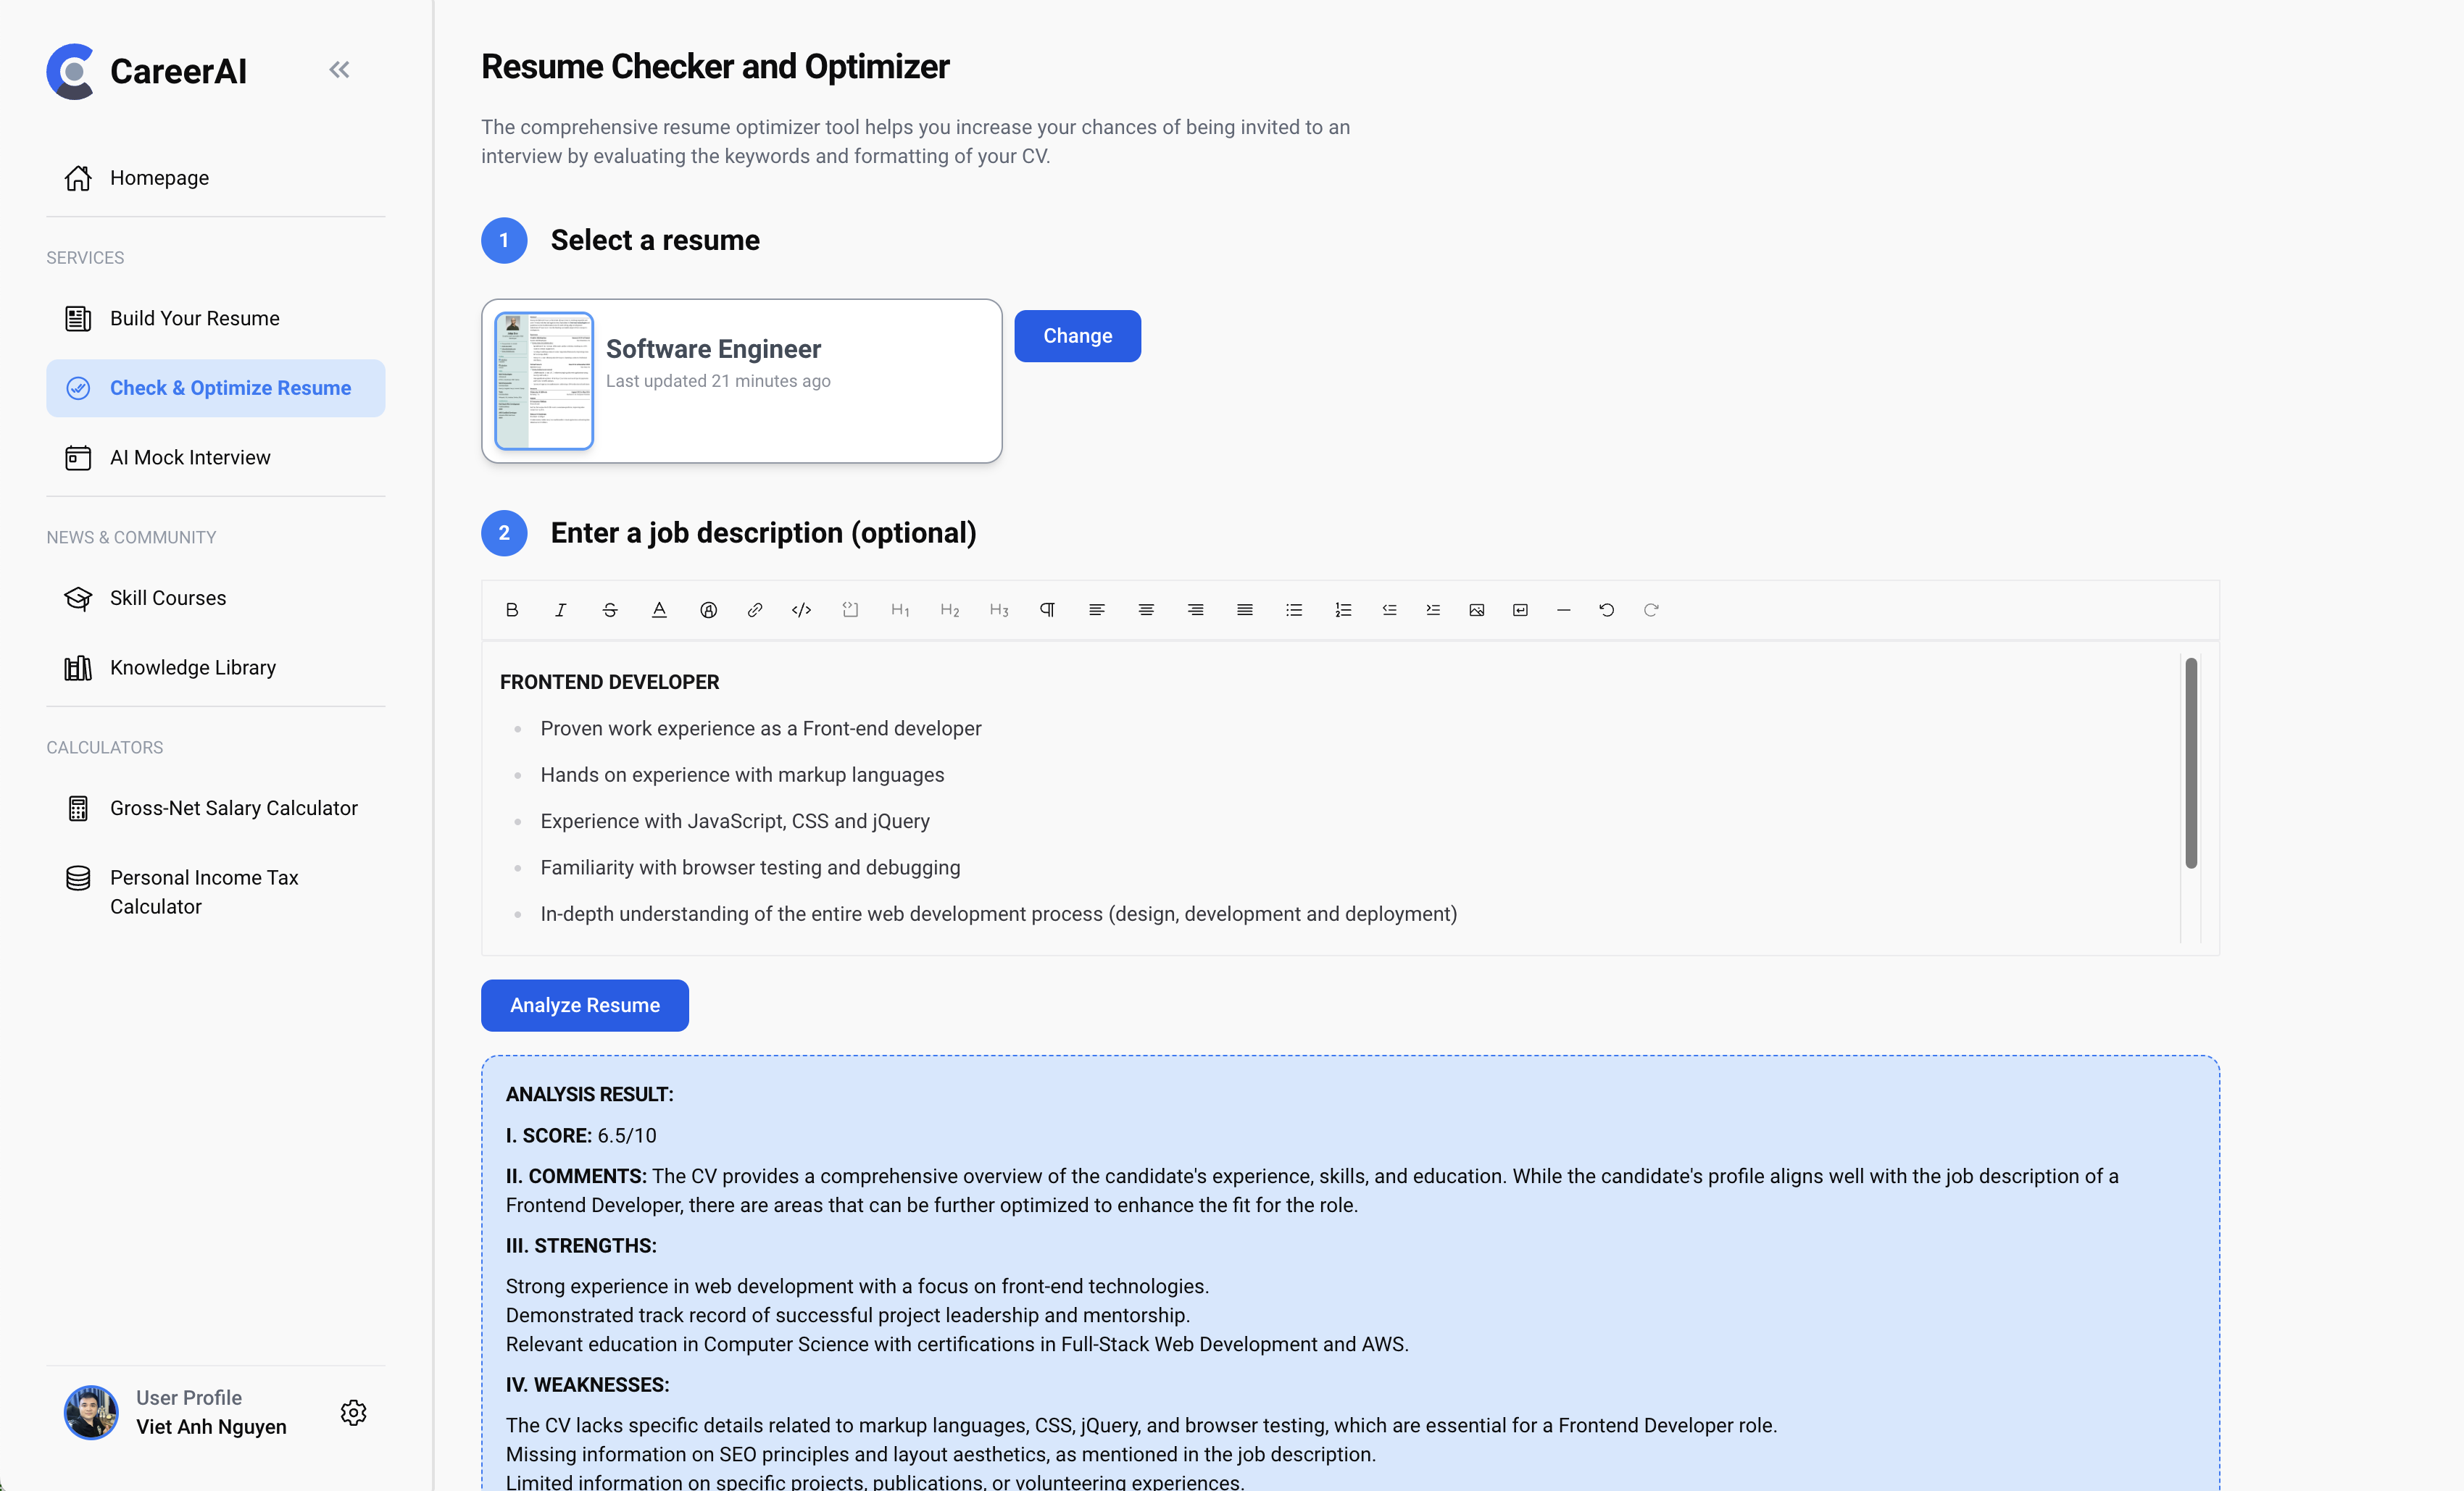 CareerAI
Homepage
SERVICES
Build Your Resume
Check & Optimize Resume
AI Mock Interview
NEWS & COMMUNITY
Skill Courses
Knowledge Library
CALCULATORS
Gross-Net Salary Calculator
Personal Income Tax
Calculator
User Profile
Viet Anh Nguyen
Resume Checker and Optimizer
The comprehensive resume optimizer tool helps you increase your chances of being invited to an
interview by evaluating the keywords and formatting of your CV.
1 Select a resume
Software Engineer
Last updated 21 minutes ago
Change
2 Enter a job description (optional)
B I S A H1 H2 H3
FRONTEND DEVELOPER
Proven work experience as a Front-end developer
Hands on experience with markup languages
Experience with JavaScript, CSS and jQuery
Familiarity with browser testing and debugging
In-depth understanding of the entire web development process (design, development and deployment)
Analyze Resume
ANALYSIS RESULT:
I. SCORE: 6.5/10
II. COMMENTS: The CV provides a comprehensive overview of the candidate's experience, skills, and education. While the candidate's profile aligns well with the job description of a
Frontend Developer, there are areas that can be further optimized to enhance the fit for the role.
III. STRENGTHS:
Strong experience in web development with a focus on front-end technologies.
Demonstrated track record of successful project leadership and mentorship.
Relevant education in Computer Science with certifications in Full-Stack Web Development and AWS.
IV. WEAKNESSES:
The CV lacks specific details related to markup languages, CSS, jQuery, and browser testing, which are essential for a Frontend Developer role.
Missing information on SEO principles and layout aesthetics, as mentioned in the job description.
Limited information on specific projects, publications, or volunteering experiences.